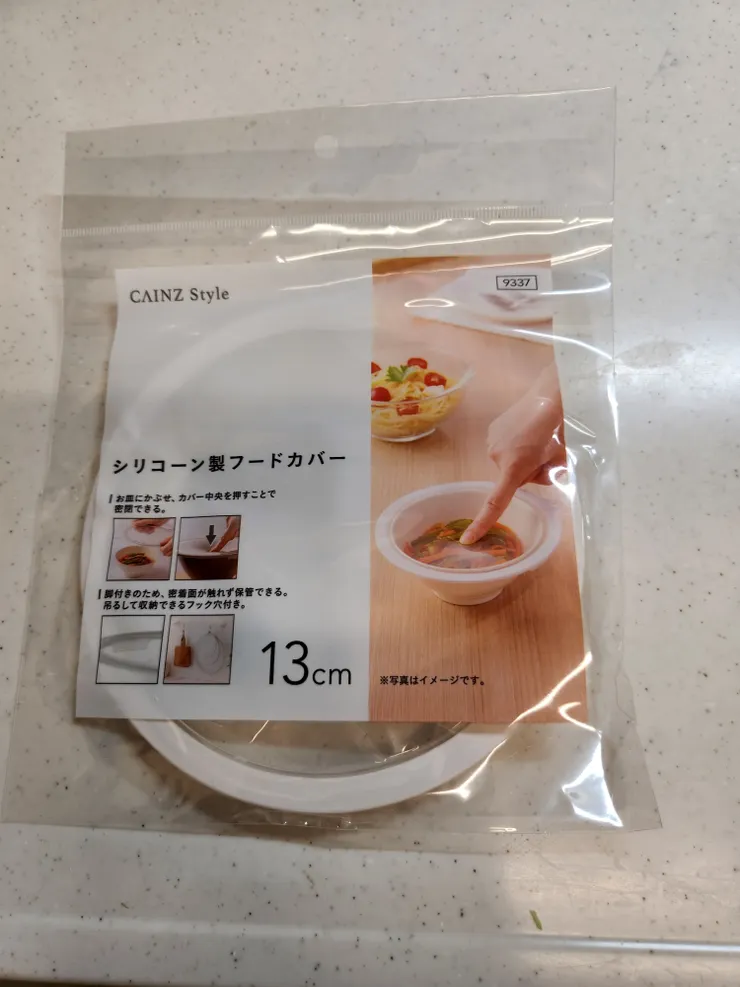 CAINZ Style
9337
シリコーン製フードカバー
お皿にかぶせ、カバー中央を押すことで
密閉できる。
脚付きのため、密着面が触れず保管できる。
吊るして収納できるフック穴付き。
13cm
※写真はイメージです。